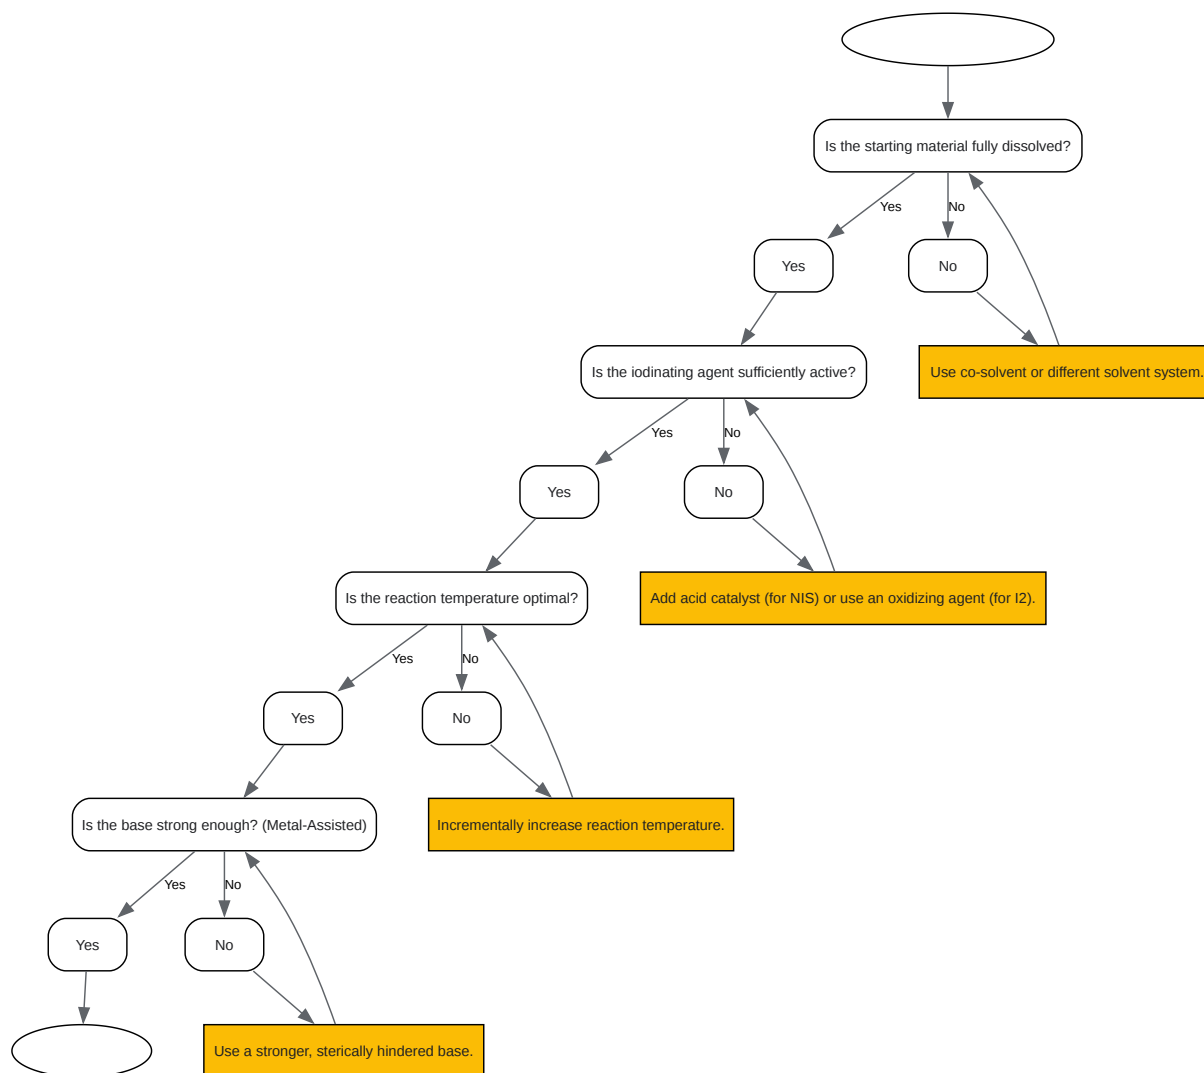 Is the starting material fully dissolved?
Yes
No
Yes
No
Is the iodinating agent sufficiently active?
Use co-solvent or different solvent system.
Yes
No
Yes
No
Is the reaction temperature optimal?
Add acid catalyst (for NIS) or use an oxidizing agent (for I2).
Yes
No
Yes
No
Is the base strong enough? (Metal-Assisted)
Incrementally increase reaction temperature.
Yes
No
Yes
No
Use a stronger, sterically hindered base.